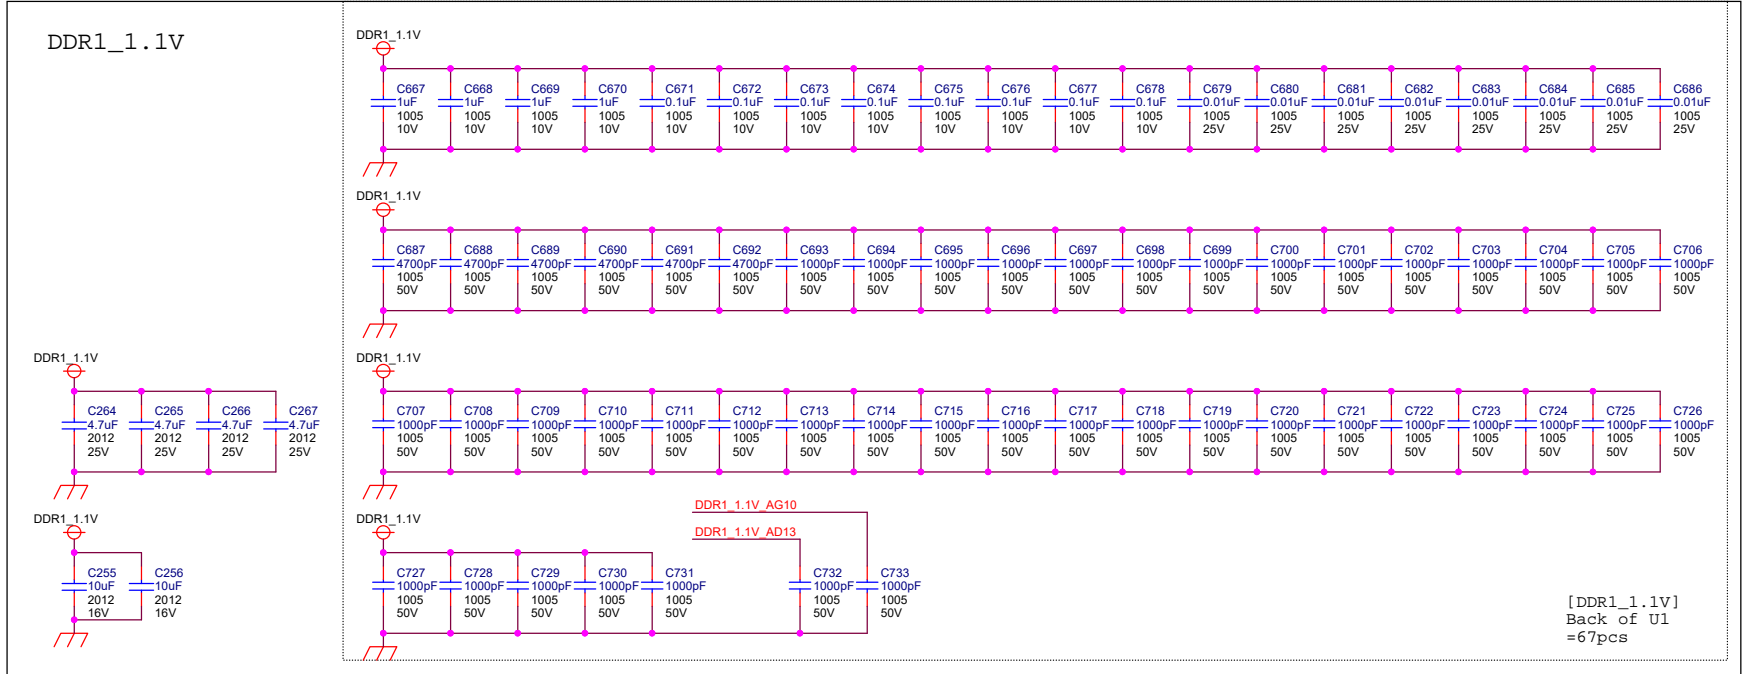 DDR1_1.1V
DDR1_1.1V
C667 C668 C669 C670 C671 C672 C673 C674 C675 C676 C677 C678 C679 C680 C681 C682 C683 C684 C685 C686
1uF 1uF 1uF 1uF 0.1uF 0.1uF 0.1uF 0.1uF 0.1uF 0.1uF 0.1uF 0.1uF 0.01uF 0.01uF 0.01uF 0.01uF 0.01uF 0.01uF 0.01uF 0.01uF
1005 1005 1005 1005 1005 1005 1005 1005 1005 1005 1005 1005 1005 1005 1005 1005 1005 1005 1005 1005
10V 10V 10V 10V 10V 10V 10V 10V 10V 10V 10V 10V 25V 25V 25V 25V 25V 25V 25V 25V
DDR1_1.1V
C687 C688 C689 C690 C691 C692 C693 C694 C695 C696 C697 C698 C699 C700 C701 C702 C703 C704 C705 C706
4700pF 4700pF 4700pF 4700pF 4700pF 4700pF 1000pF 1000pF 1000pF 1000pF 1000pF 1000pF 1000pF 1000pF 1000pF 1000pF 1000pF 1000pF 1000pF 1000pF
1005 1005 1005 1005 1005 1005 1005 1005 1005 1005 1005 1005 1005 1005 1005 1005 1005 1005 1005 1005
50V 50V 50V 50V 50V 50V 50V 50V 50V 50V 50V 50V 50V 50V 50V 50V 50V 50V 50V 50V
DDR1_1.1V
C264 C265 C266 C267
4.7uF 4.7uF 4.7uF 4.7uF
2012 2012 2012 2012
25V 25V 25V 25V
DDR1_1.1V
C707 C708 C709 C710 C711 C712 C713 C714 C715 C716 C717 C718 C719 C720 C721 C722 C723 C724 C725 C726
1000pF 1000pF 1000pF 1000pF 1000pF 1000pF 1000pF 1000pF 1000pF 1000pF 1000pF 1000pF 1000pF 1000pF 1000pF 1000pF 1000pF 1000pF 1000pF 1000pF
1005 1005 1005 1005 1005 1005 1005 1005 1005 1005 1005 1005 1005 1005 1005 1005 1005 1005 1005 1005
50V 50V 50V 50V 50V 50V 50V 50V 50V 50V 50V 50V 50V 50V 50V 50V 50V 50V 50V 50V
DDR1_1.1V
C255 C256
10uF 10uF
2012 2012
16V 16V
DDR1_1.1V
DDR1_1.1V_AG10
DDR1_1.1V_AD13
C727 C728 C729 C730 C731 C732 C733
1000pF 1000pF 1000pF 1000pF 1000pF 1000pF 1000pF
1005 1005 1005 1005 1005 1005 1005
50V 50V 50V 50V 50V 50V 50V
[DDR1_1.1V]
Back of U1
=67pcs